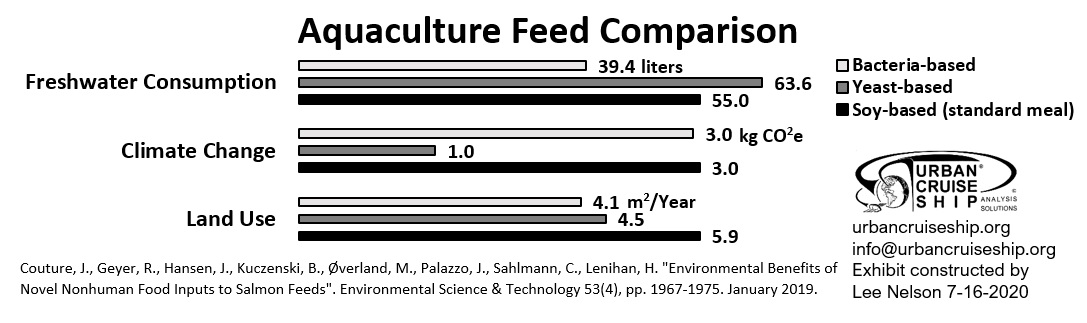 Aquaculture Feed Comparison
Freshwater Consumption
39.4 liters
63.6
55.0
Climate Change
3.0 kg CO²e
1.0
3.0
Land Use
4.1 m²/Year
4.5
5.9
Bacteria-based
Yeast-based
Soy-based (standard meal)
URBAN®
CRUISE
SHIP
©
ANALYSIS
SOLUTIONS
urbancruiseship.org
info@urbancruiseship.org
Exhibit constructed by
Lee Nelson 7-16-2020
Couture, J., Geyer, R., Hansen, J., Kuczenski, B., Øverland, M., Palazzo, J., Sahlmann, C., Lenihan, H. "Environmental Benefits of
Novel Nonhuman Food Inputs to Salmon Feeds". Environmental Science & Technology 53(4), pp. 1967-1975. January 2019.